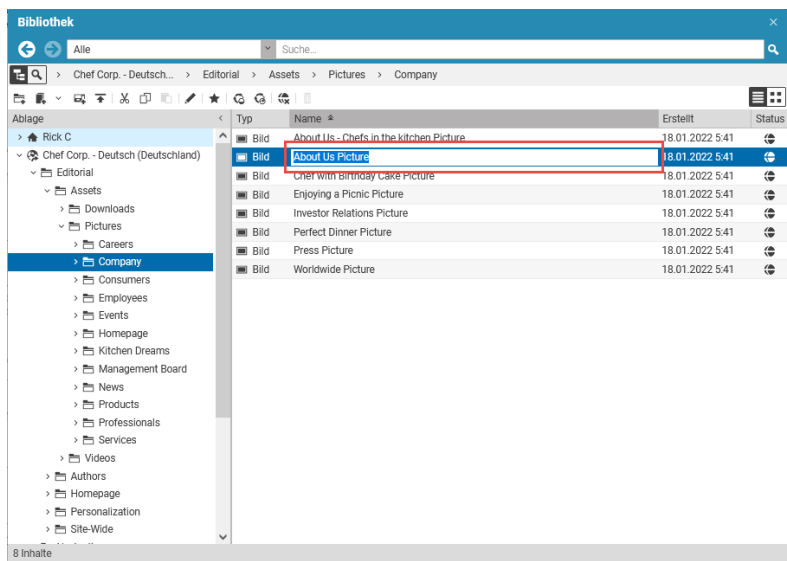 Bibliothek
Alle
Suche...
> Chef Corp. - Deutsch... > Editorial > Assets > Pictures > Company
Ablage
Typ Name Erstellt Status
Rick C
Chef Corp. - Deutsch (Deutschland)
Editorial
Assets
Downloads
Pictures
Careers
Company
Consumers
Employees
Events
Homepage
Kitchen Dreams
Management Board
News
Products
Professionals
Services
Videos
Authors
Homepage
Personalization
Site-Wide
Bild About Us - Chefs in the kitchen Picture 18.01.2022 5:41
Bild About Us Picture 18.01.2022 5:41
Bild Chef with Birthday Cake Picture 18.01.2022 5:41
Bild Enjoying a Picnic Picture 18.01.2022 5:41
Bild Investor Relations Picture 18.01.2022 5:41
Bild Perfect Dinner Picture 18.01.2022 5:41
Bild Press Picture 18.01.2022 5:41
Bild Worldwide Picture 18.01.2022 5:41
8 Inhalte